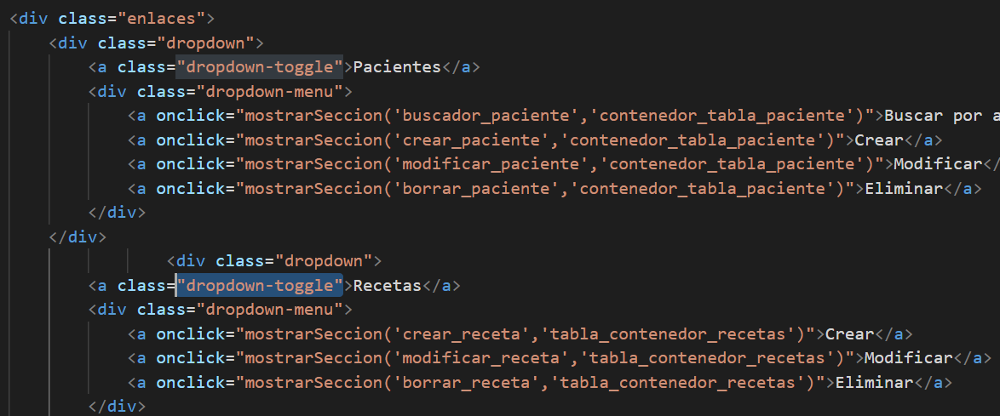 <div class="enlaces">
<div class="dropdown">
<a class="dropdown-toggle">Pacientes</a>
<div class="dropdown-menu">
<a onclick="mostrarSeccion('buscador_paciente','contenedor_tabla_paciente')">Buscar por a
<a onclick="mostrarSeccion('crear_paciente','contenedor_tabla_paciente')">Crear</a>
<a onclick="mostrarSeccion('modificar_paciente','contenedor_tabla_paciente')">Modificar</
<a onclick="mostrarSeccion('borrar_paciente','contenedor_tabla_paciente')">Eliminar</a>
</div>
</div>
<div class="dropdown">
<a class="dropdown-toggle">Recetas</a>
<div class="dropdown-menu">
<a onclick="mostrarSeccion('crear_receta','tabla_contenedor_recetas')">Crear</a>
<a onclick="mostrarSeccion('modificar_receta','tabla_contenedor_recetas')">Modificar</a>
<a onclick="mostrarSeccion('borrar_receta','tabla_contenedor_recetas')">Eliminar</a>
</div>